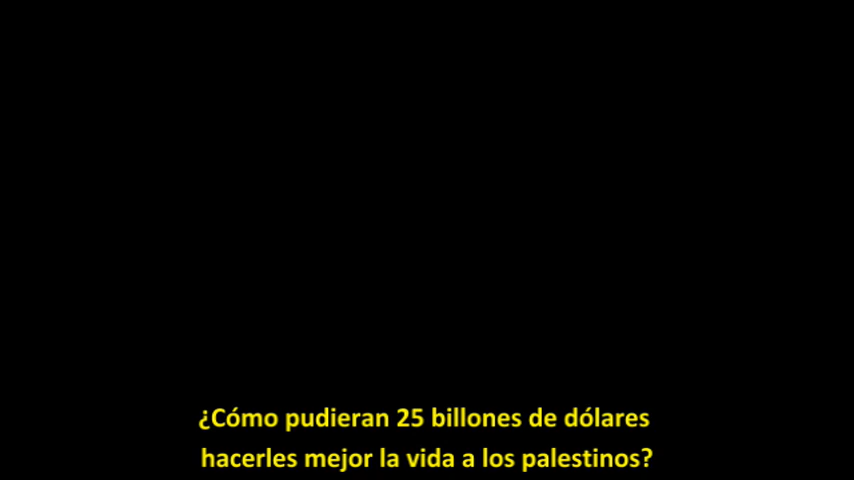 ¿Cómo pudieran 25 billones de dólares
hacerles mejor la vida a los palestinos?